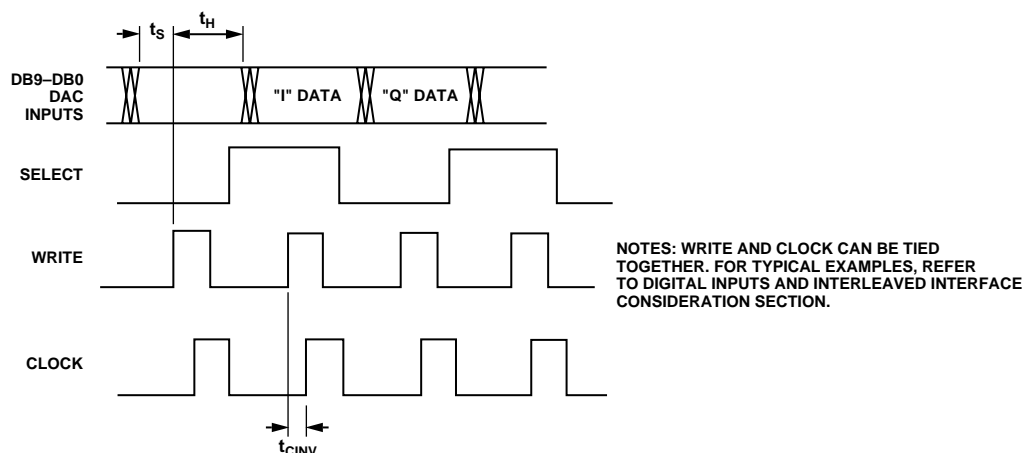 tS
tH
DB9–DB0
DAC
INPUTS
"I" DATA
"Q" DATA
SELECT
WRITE
NOTES: WRITE AND CLOCK CAN BE TIED
TOGETHER. FOR TYPICAL EXAMPLES, REFER
TO DIGITAL INPUTS AND INTERLEAVED INTERFACE
CONSIDERATION SECTION.
CLOCK
tCINV